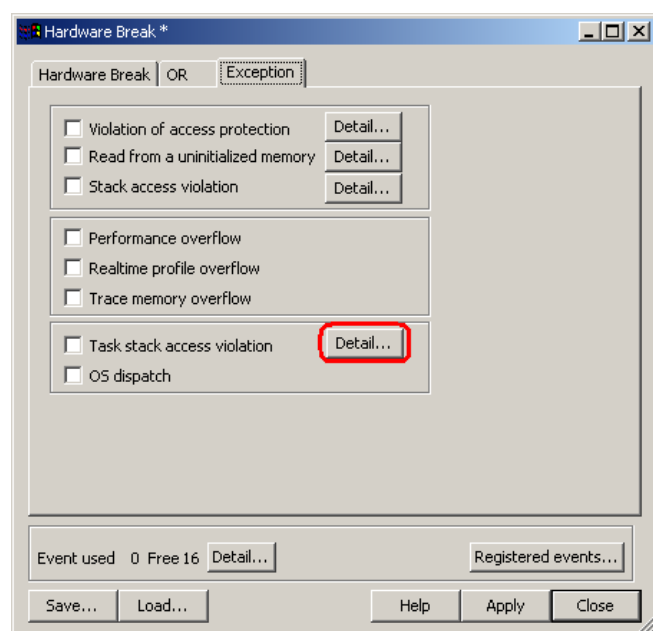 Hardware Break *
Hardware Break OR Exception
Violation of access protection Detail...
Read from a uninitialized memory Detail...
Stack access violation Detail...
Performance overflow
Realtime profile overflow
Trace memory overflow
Task stack access violation Detail...
OS dispatch
Event used 0 Free 16 Detail... Registered events...
Save... Load... Help Apply Close